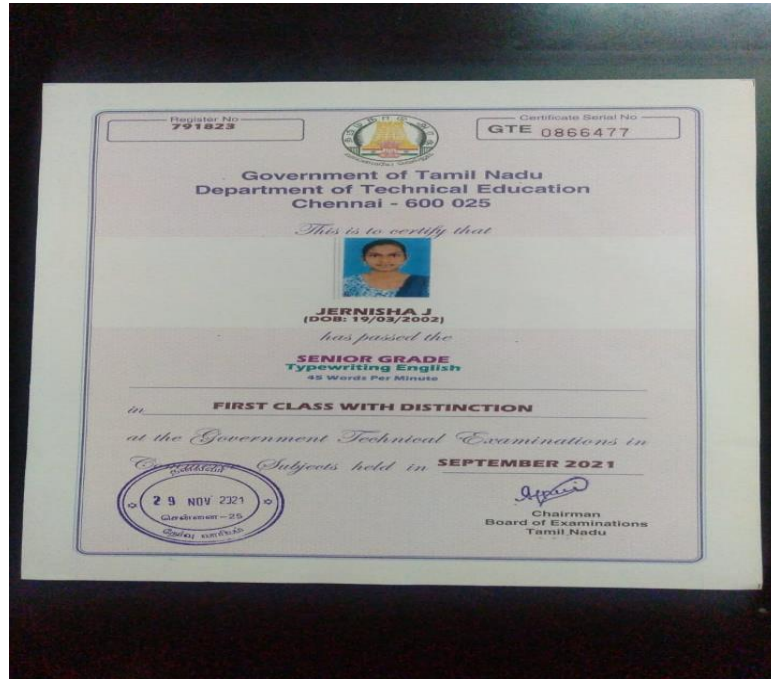 Register No
791823
Certificate Serial No
GTE 0866477
Government of Tamil Nadu
Department of Technical Education
Chennai - 600 025
This is to certify that
JERNISHA J
(DOB: 19/03/2002)
has passed the
SENIOR GRADE
Typewriting English
45 Words Per Minute
in FIRST CLASS WITH DISTINCTION
at the Government Technical Examinations in
Subjects held in SEPTEMBER 2021
29 NOV 2021
சென்னை-25
Chairman
Board of Examinations
Tamil Nadu